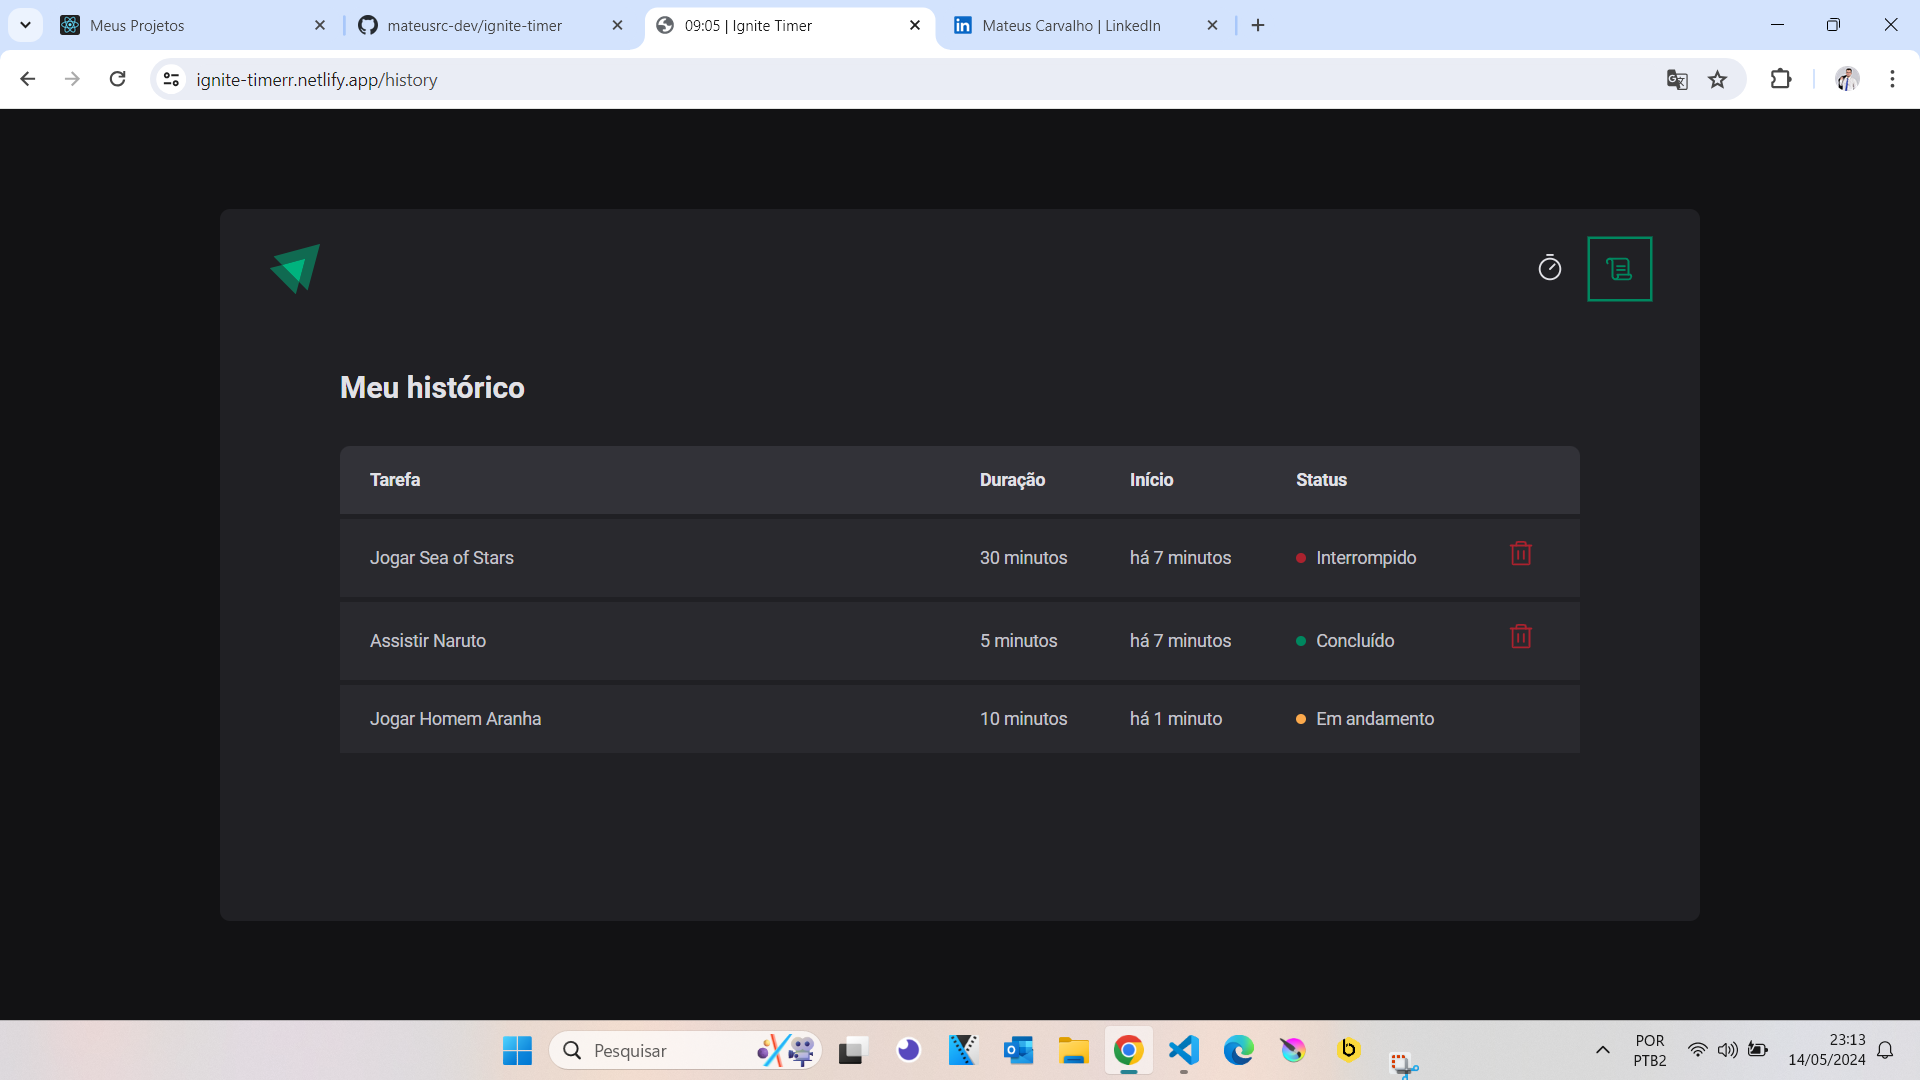 Meus Projetos
mateusrc-dev/ignite-timer
09:05 | Ignite Timer
Mateus Carvalho | LinkedIn
ignite-timerr.netlify.app/history
Meu histórico
Tarefa Duração Início Status
Jogar Sea of Stars 30 minutos há 7 minutos Interrompido
Assistir Naruto 5 minutos há 7 minutos Concluído
Jogar Homem Aranha 10 minutos há 1 minuto Em andamento
Pesquisar
POR
PTB2
23:13
14/05/2024